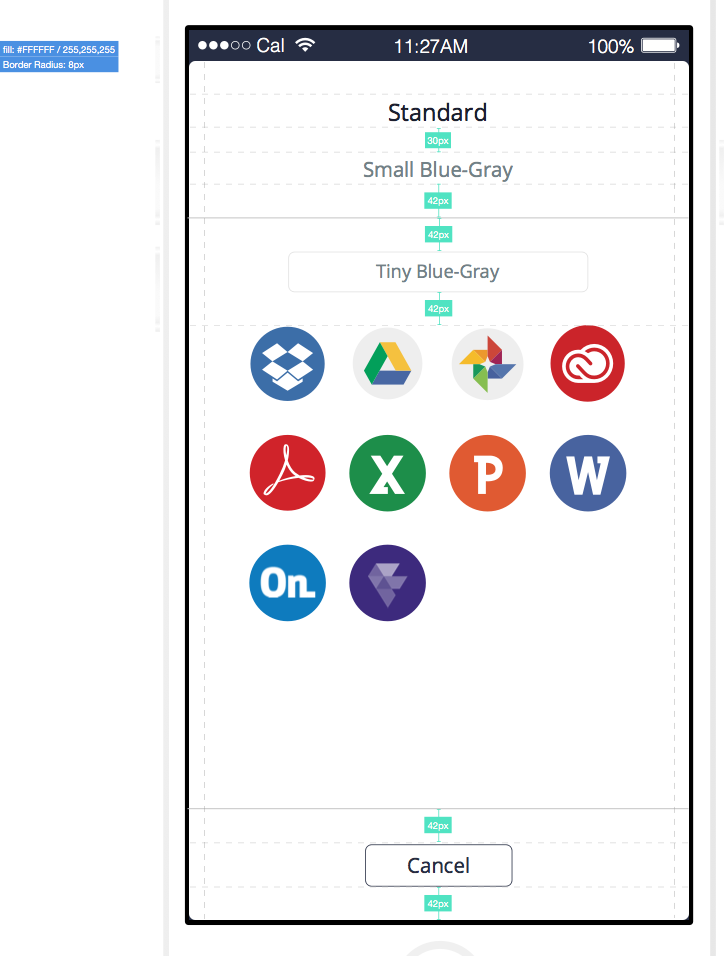 fill: #FFFFFF / 255,255,255
Border Radius: 8px
Cal 11:27AM 100%
Standard
30px
Small Blue-Gray
42px
42px
Tiny Blue-Gray
42px
X P W
On
42px
Cancel
42px